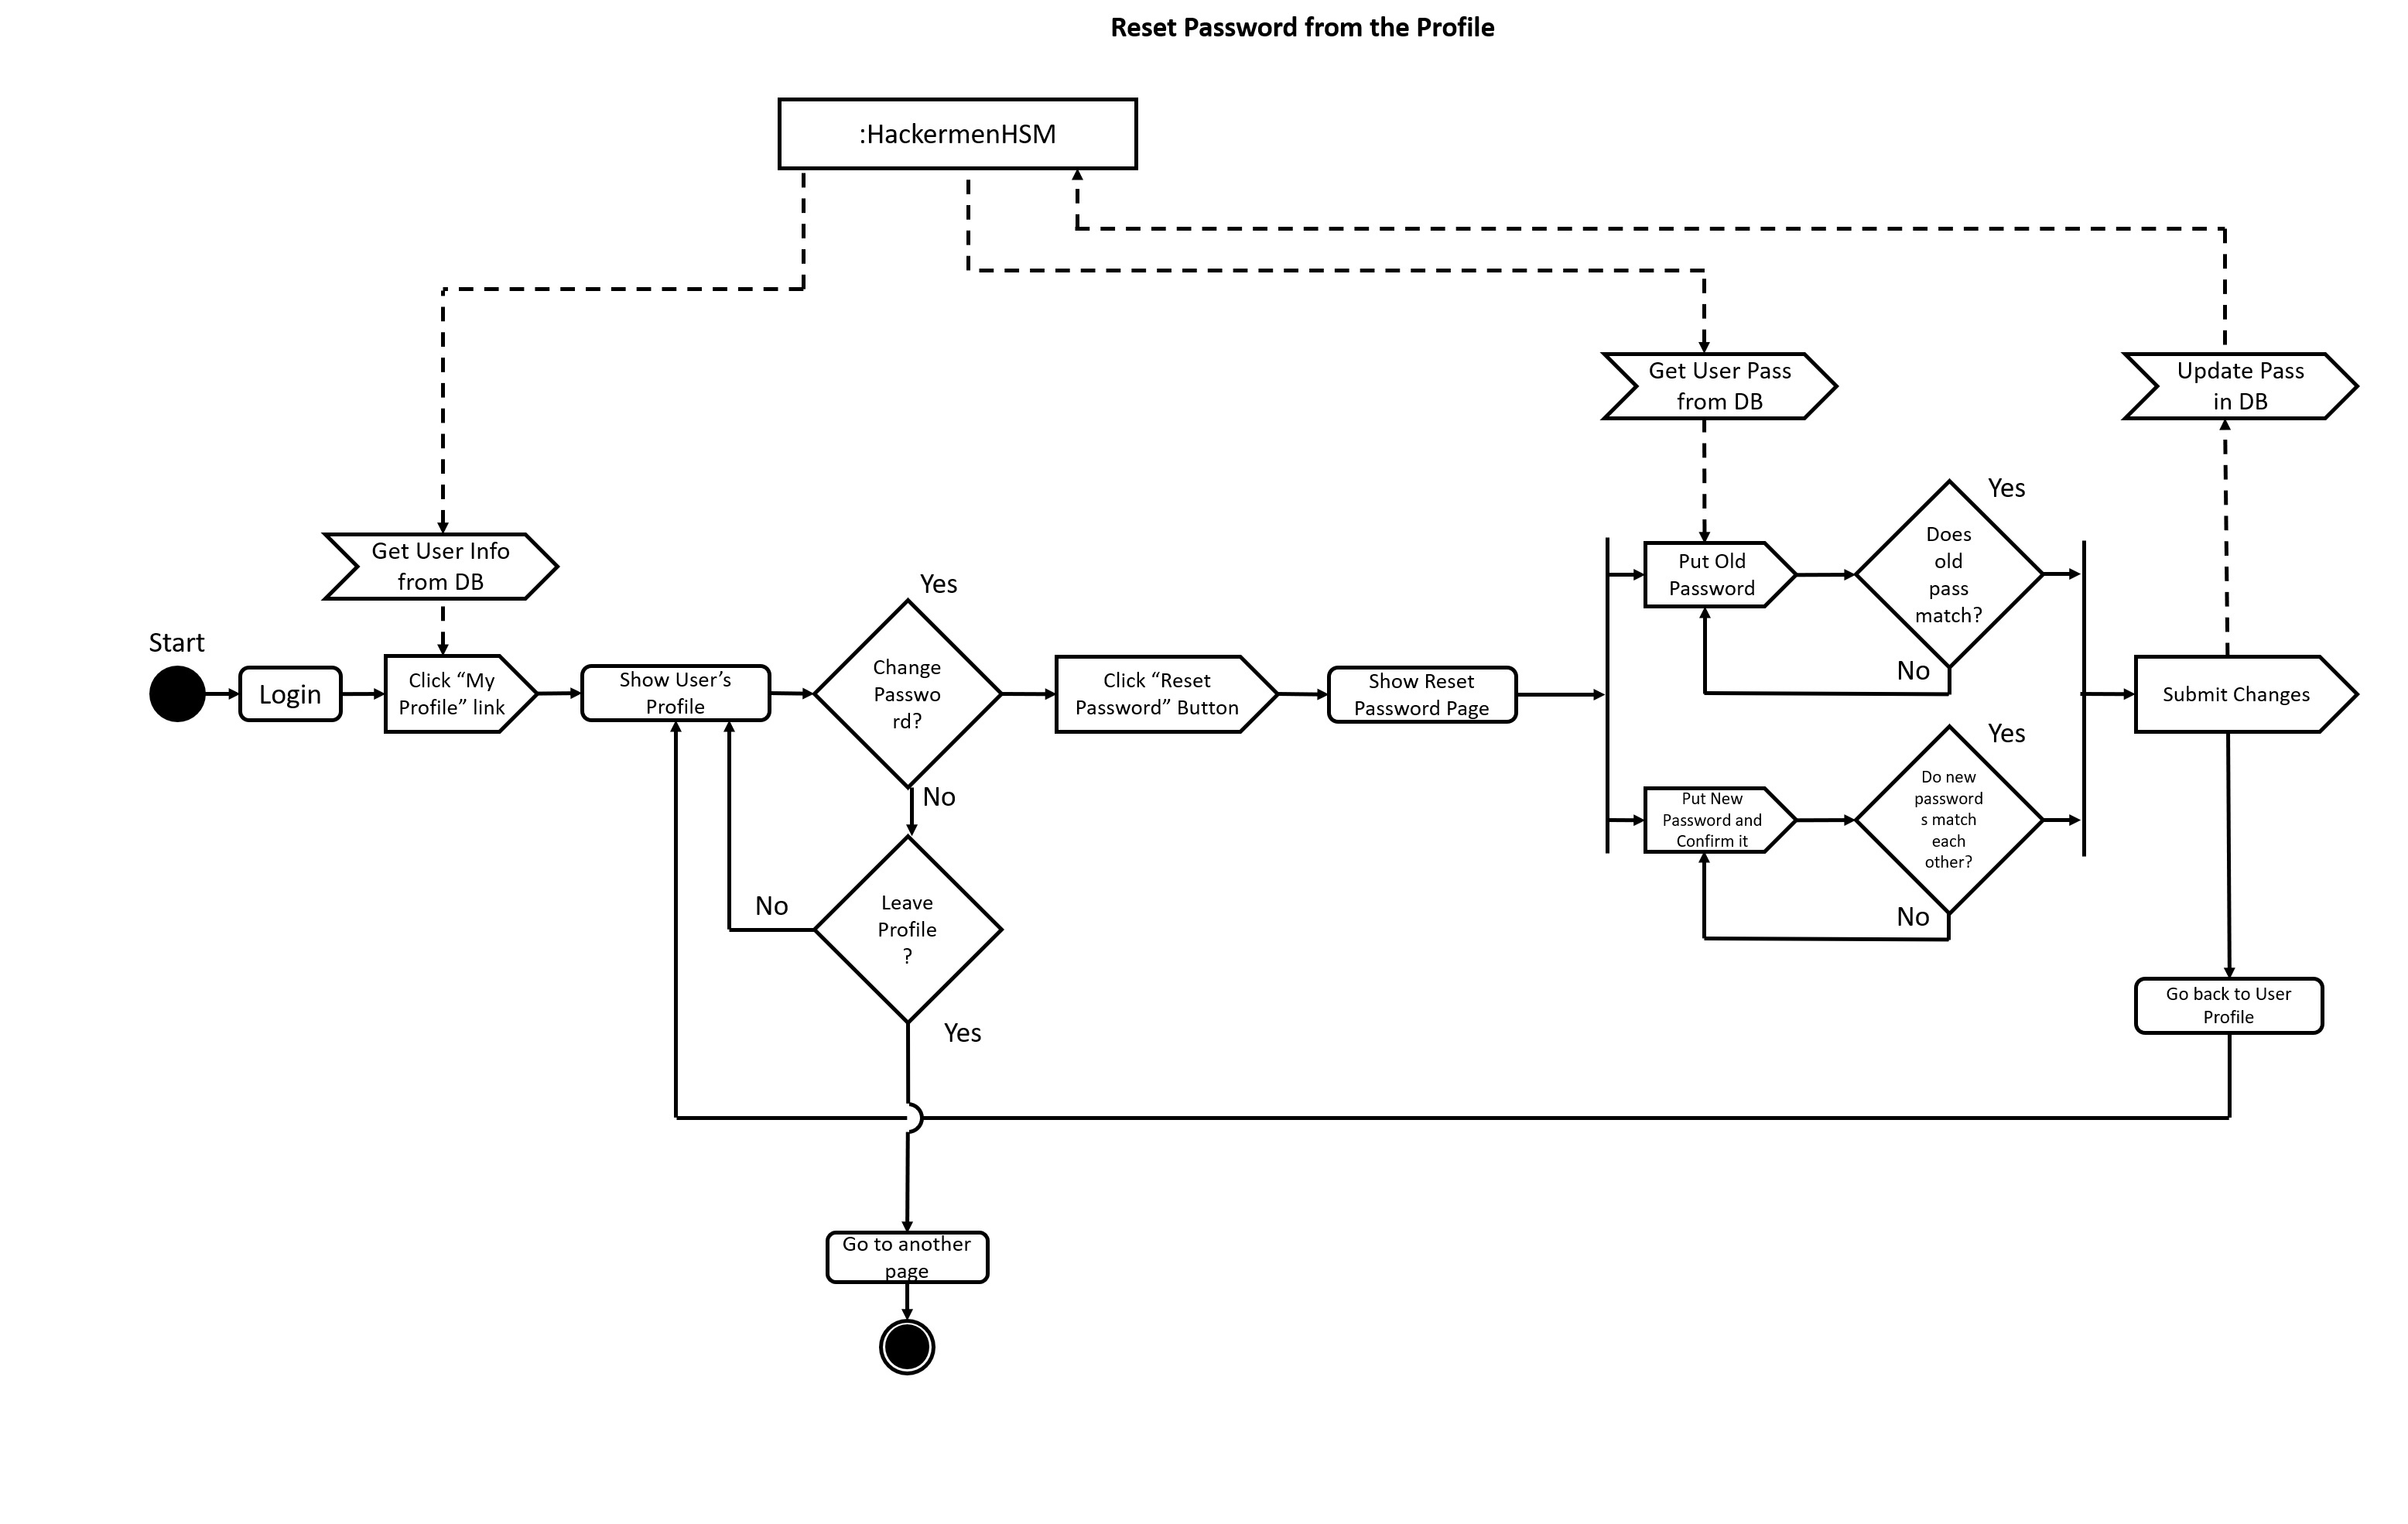 Reset Password from the Profile
:HackermenHSM
Get User Pass
from DB
Update Pass
in DB
Get User Info
from DB
Start
Login
Click “My
Profile” link
Show User’s
Profile
Yes
Change
Passwo
rd?
No
Click “Reset
Password” Button
Show Reset
Password Page
Put Old
Password
Yes
Does
old
pass
match?
No
Put New
Password and
Confirm it
Yes
Do new
password
s match
each
other?
No
Submit Changes
Go back to User
Profile
No
Leave
Profile
?
Yes
Go to another
page